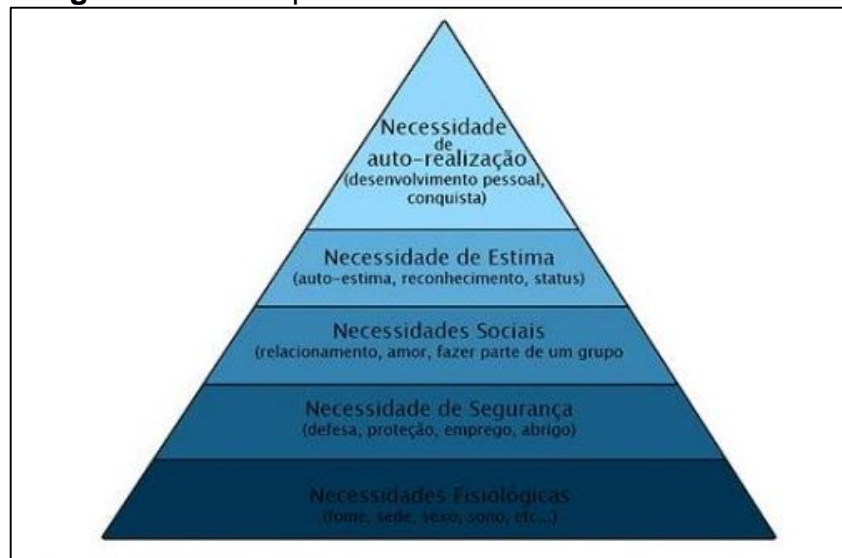 Necessidade
de
auto-realização
(desenvolvimento pessoal,
conquista)
Necessidade de Estima
(auto-estima, reconhecimento, status)
Necessidades Sociais
(relacionamento, amor, fazer parte de um grupo
Necessidade de Segurança
(defesa, proteção, emprego, abrigo)
Necessidades Fisiológicas
(fome, sede, sexo, sono, etc...)